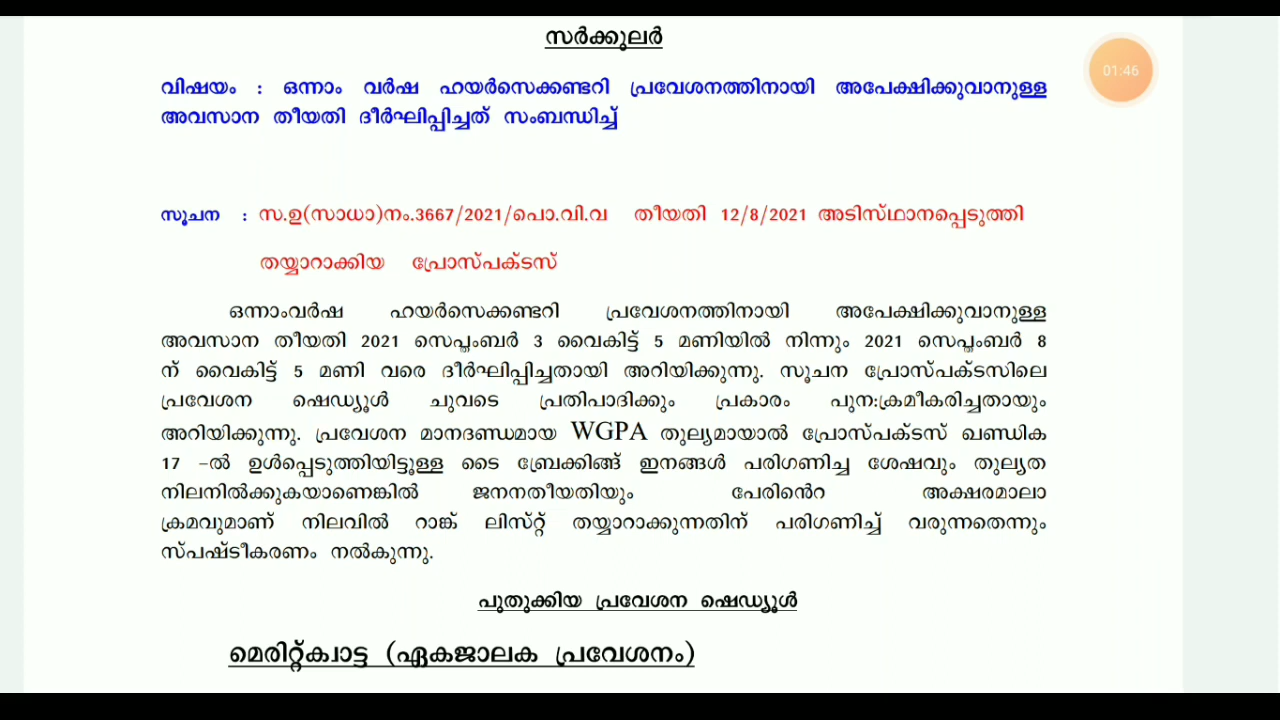 സർക്കുലർ
01:46
വിഷയം : ഒന്നാം വർഷ ഹയർസെക്കണ്ടറി പ്രവേശനത്തിനായി അപേക്ഷിക്കുവാനുള്ള
അവസാന തീയതി ദീർഘിപ്പിച്ചത് സംബന്ധിച്ച്
സൂചന : സ.ഉ(സാധാ)നം.3667/2021/പൊ.വി.വ തീയതി 12/8/2021 അടിസ്ഥാനപ്പെടുത്തി
തയ്യാറാക്കിയ പ്രോസ്പക്ടസ്
ഒന്നാംവർഷ ഹയർസെക്കണ്ടറി പ്രവേശനത്തിനായി അപേക്ഷിക്കുവാനുള്ള
അവസാന തീയതി 2021 സെപ്തംബർ 3 വൈകിട്ട് 5 മണിയിൽ നിന്നും 2021 സെപ്തംബർ 8
ന് വൈകിട്ട് 5 മണി വരെ ദീർഘിപ്പിച്ചതായി അറിയിക്കുന്നു. സൂചന പ്രോസ്പക്ടസിലെ
പ്രവേശന ഷെഡ്യൂൾ ചുവടെ പ്രതിപാദിക്കും പ്രകാരം പുന:ക്രമീകരിച്ചതായും
അറിയിക്കുന്നു. പ്രവേശന മാനദണ്ഡമായ WGPA തുല്യമായാൽ പ്രോസ്പക്ടസ് ഖണ്ഡിക
17 –ൽ ഉൾപ്പെടുത്തിയിട്ടൂള്ള ടൈ ബ്രേക്കിങ്ങ് ഇനങ്ങൾ പരിഗണിച്ച ശേഷവും തുല്യത
നിലനിൽക്കുകയാണെങ്കിൽ ജനനതീയതിയും പേരിൻെറ അക്ഷരമാലാ
ക്രമവുമാണ് നിലവിൽ റാങ്ക് ലിസ്റ്റ് തയ്യാറാക്കുന്നതിന് പരിഗണിച്ച് വരുന്നതെന്നും
സ്പഷ്ടീകരണം നൽകുന്നു.
പുതുക്കിയ പ്രവേശന ഷെഡ്യൂൾ
മെരിറ്റ്ക്വാട്ട (ഏകജാലക പ്രവേശനം)